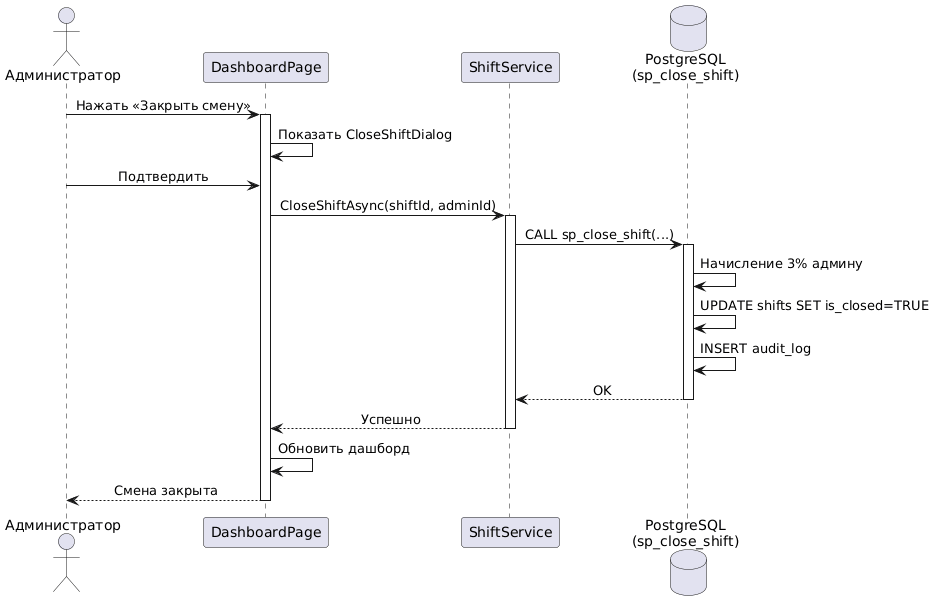 Администратор
DashboardPage
ShiftService
PostgreSQL
(sp_close_shift)
Нажать «Закрыть смену»
Показать CloseShiftDialog
Подтвердить
CloseShiftAsync(shiftId, adminId)
CALL sp_close_shift(...)
Начисление 3% админу
UPDATE shifts SET is_closed=TRUE
INSERT audit_log
OK
Успешно
Обновить дашборд
Смена закрыта
Администратор
DashboardPage
ShiftService
PostgreSQL
(sp_close_shift)